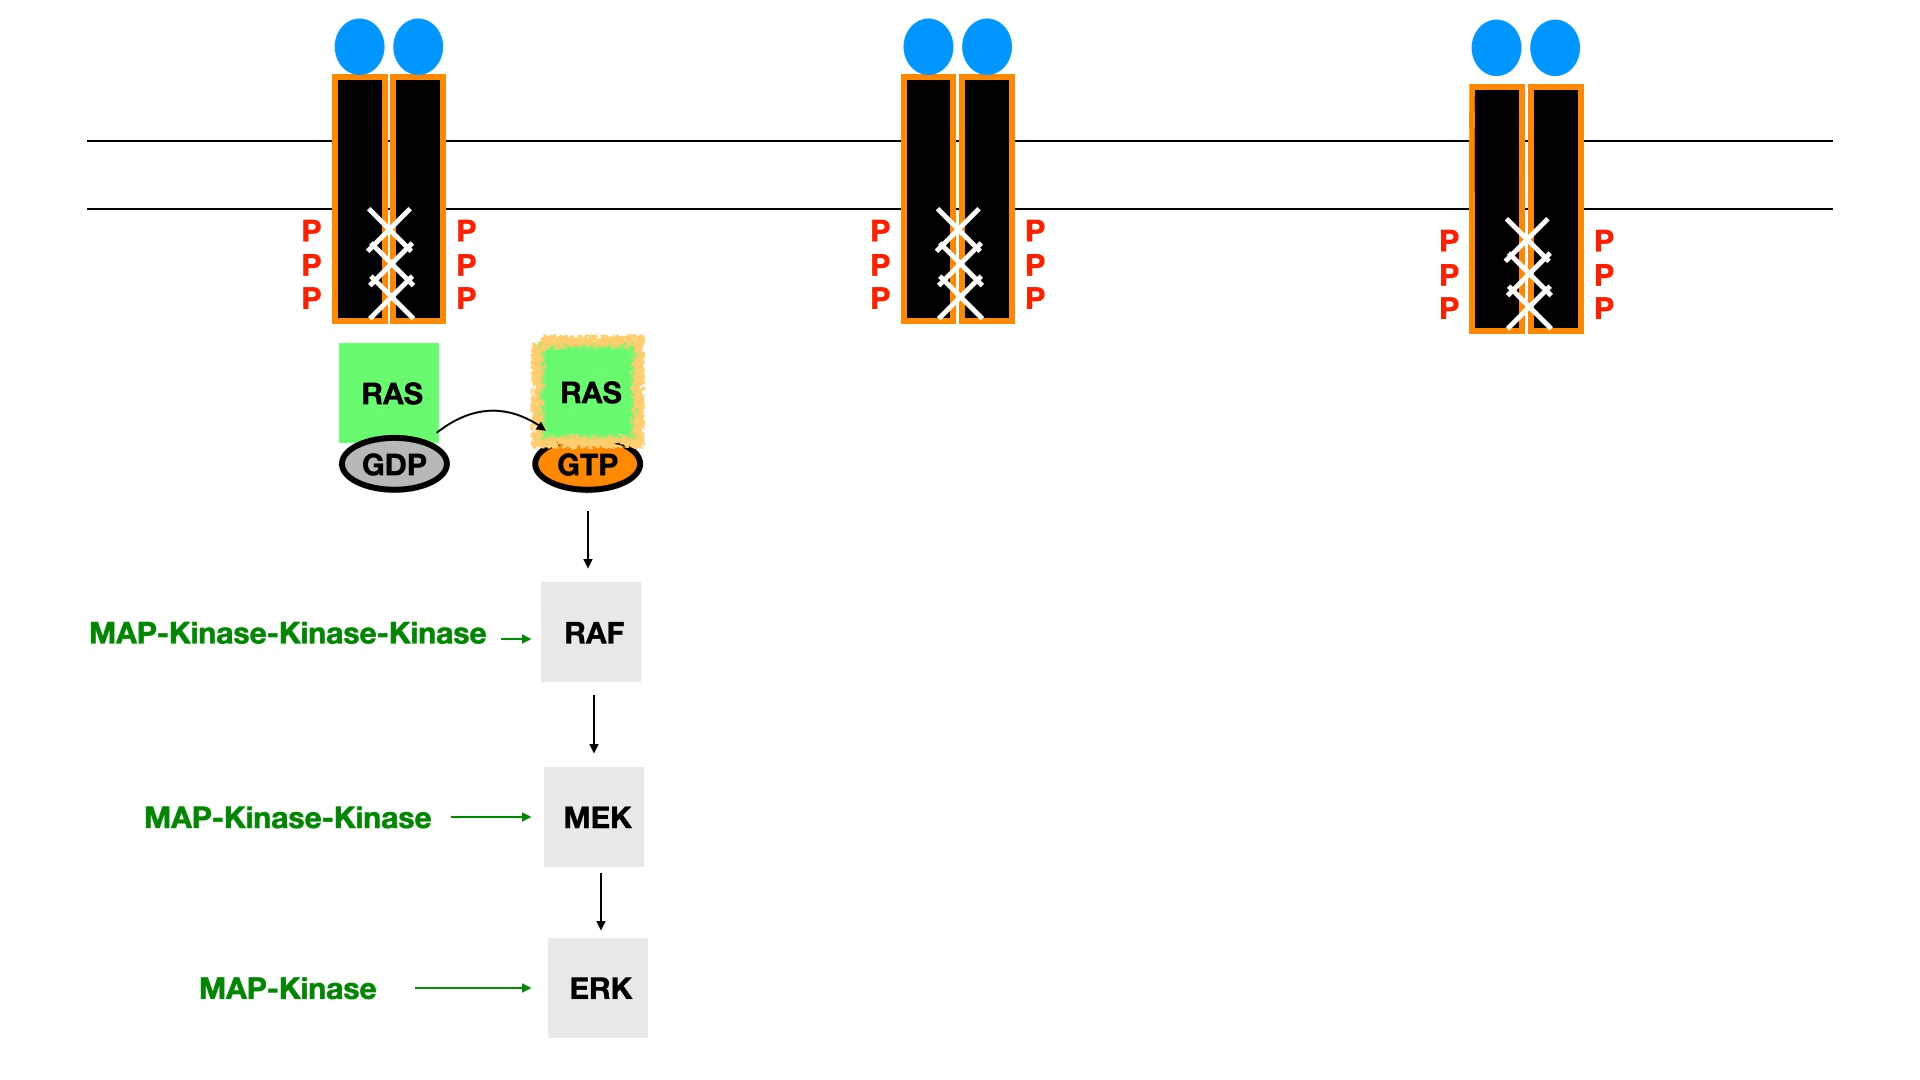 P P P P
P P
P P P P
P P
P P P P
P P
RAS RAS
GDP GTP
MAP-Kinase-Kinase-Kinase RAF
MAP-Kinase-Kinase MEK
MAP-Kinase ERK